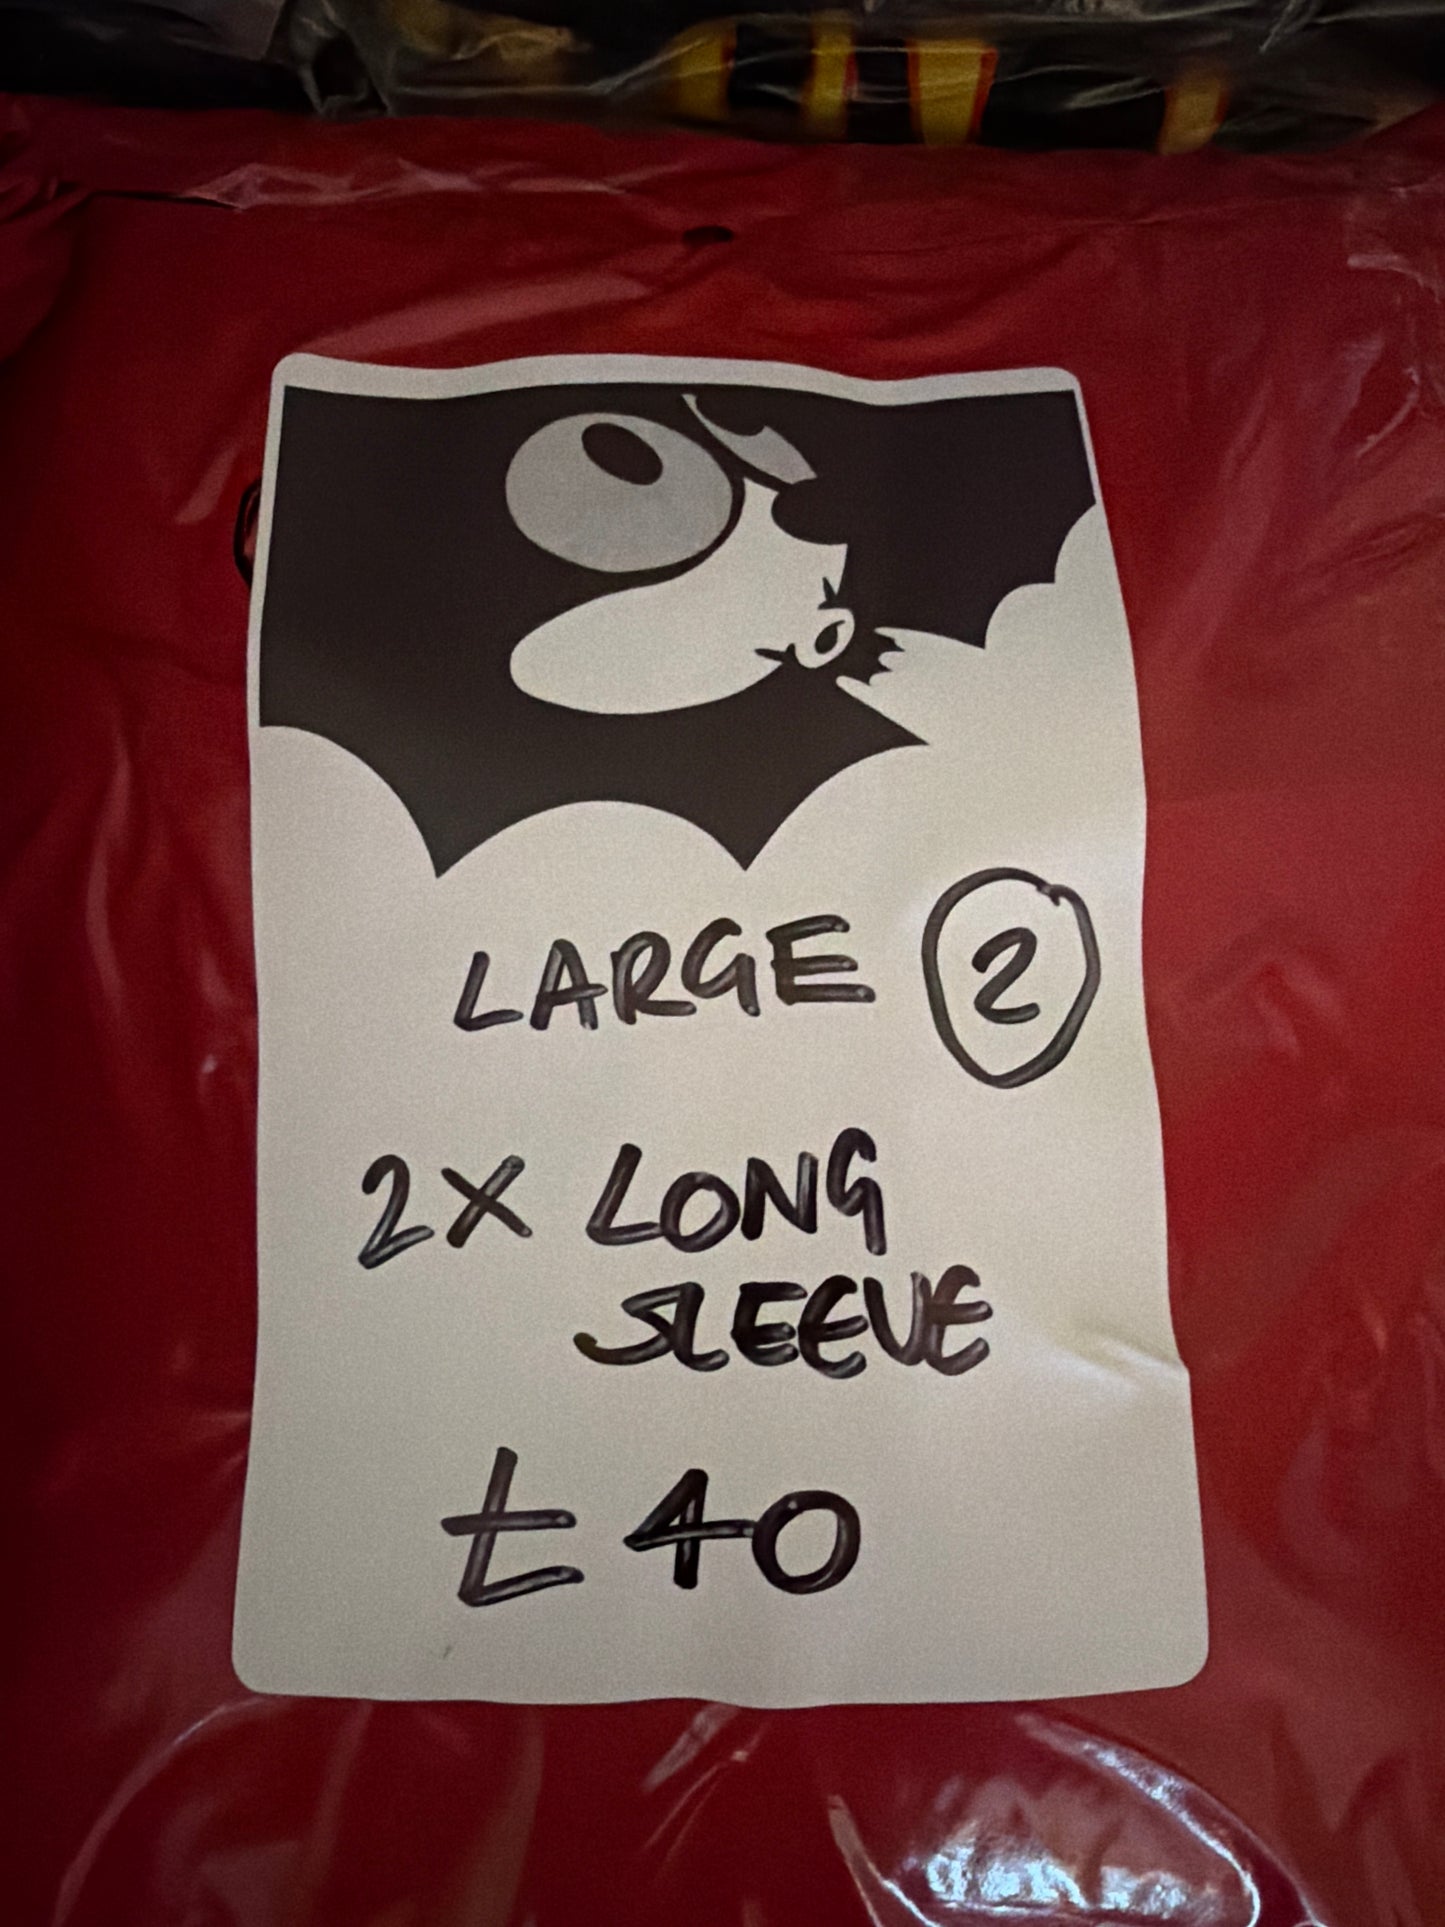 LARGE 2
2X LONG
SLEEVE
£40